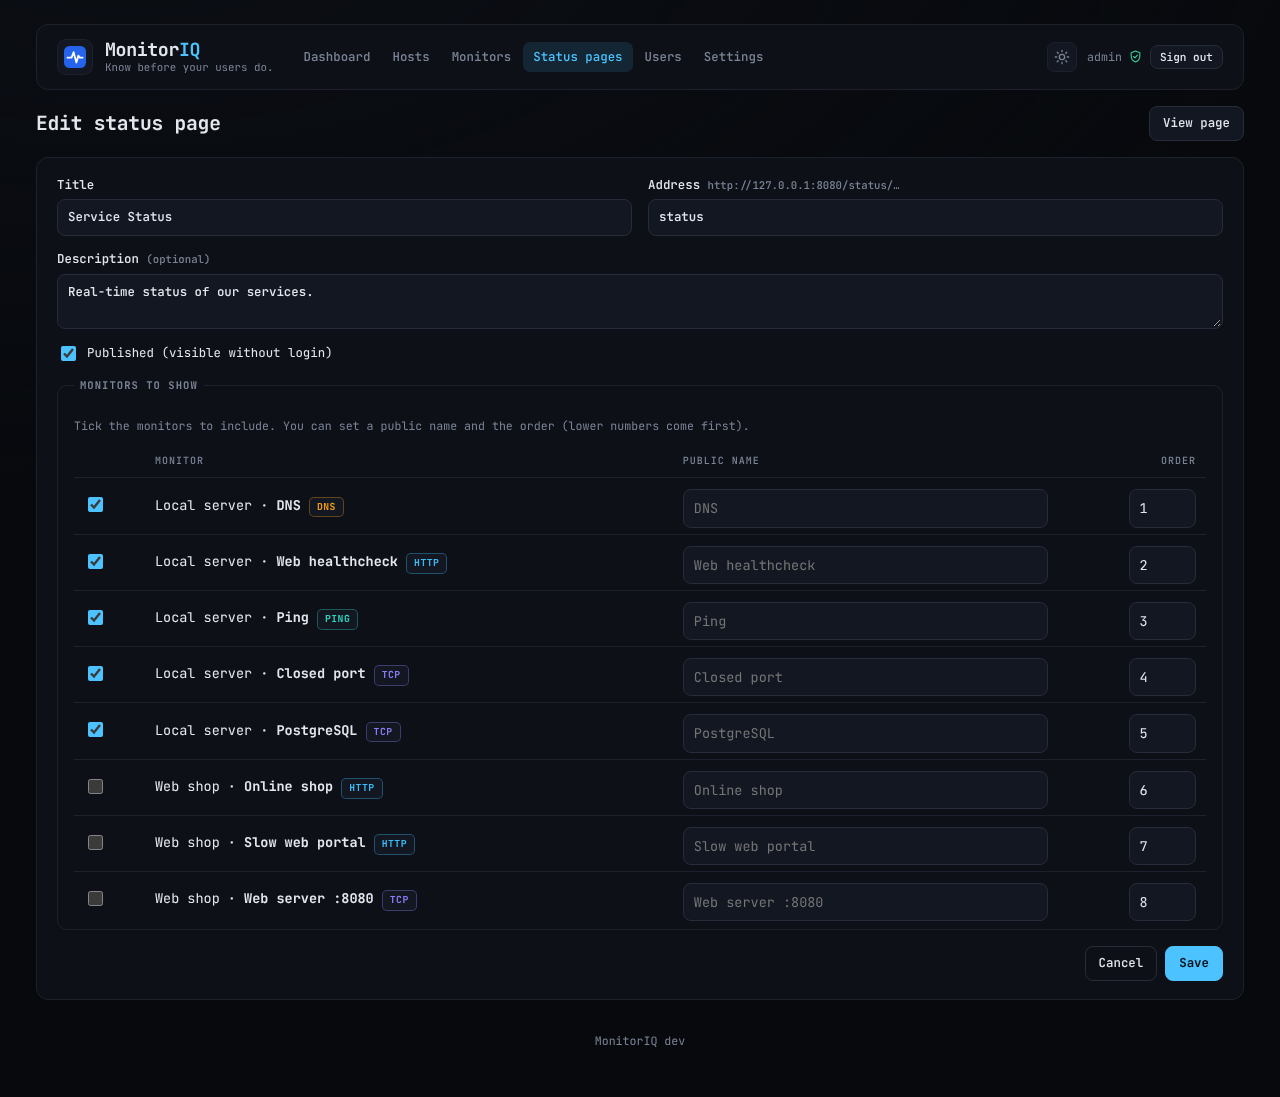 MonitorIQ
Know before your users do.
Dashboard Hosts Monitors Status pages Users Settings
admin Sign out
Edit status page
View page
Title
Service Status
Address http://127.0.0.1:8080/status/…
status
Description (optional)
Real-time status of our services.
Published (visible without login)
MONITORS TO SHOW
Tick the monitors to include. You can set a public name and the order (lower numbers come first).
MONITOR PUBLIC NAME ORDER
Local server · DNS DNS DNS 1
Local server · Web healthcheck HTTP Web healthcheck 2
Local server · Ping PING Ping 3
Local server · Closed port TCP Closed port 4
Local server · PostgreSQL TCP PostgreSQL 5
Web shop · Online shop HTTP Online shop 6
Web shop · Slow web portal HTTP Slow web portal 7
Web shop · Web server :8080 TCP Web server :8080 8
Cancel Save
MonitorIQ dev